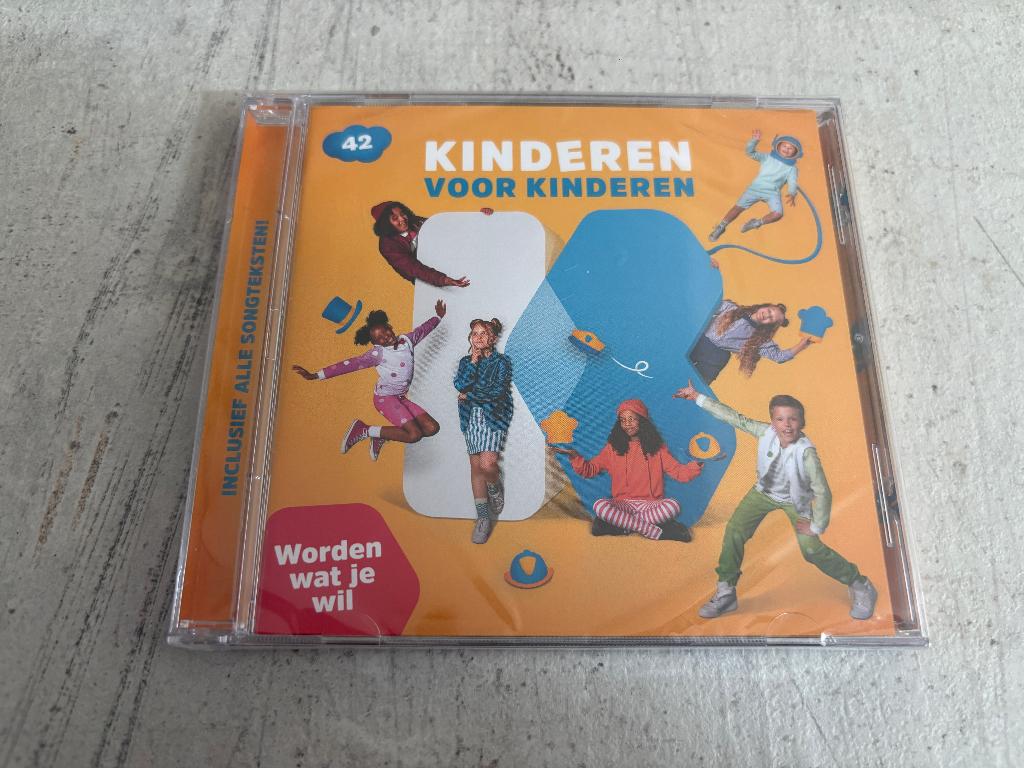 42
KINDEREN
VOOR KINDEREN
INCLUSIEF ALLE SONGTEKSTEN!
Worden
wat je
wil